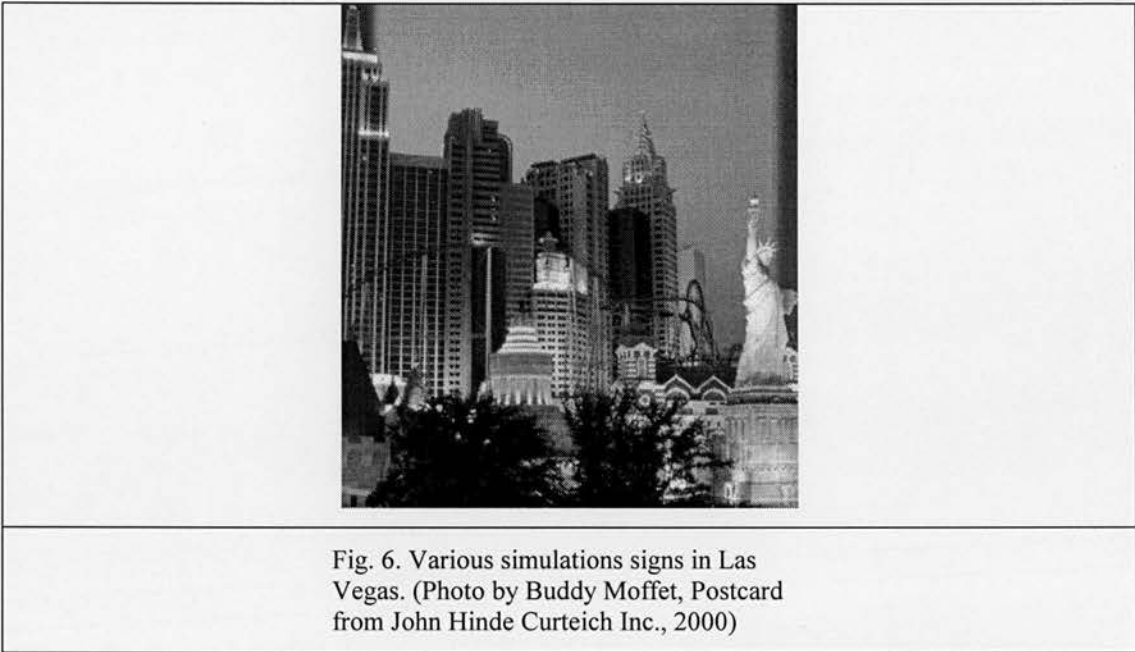 Fig. 6. Various simulations signs in Las
Vegas. (Photo by Buddy Moffet, Postcard
from John Hinde Curteich Inc., 2000)